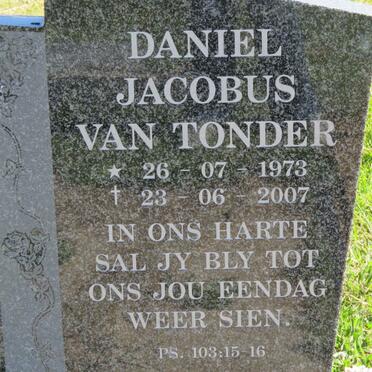 DANIEL
JACOBUS
VAN TONDER
★ 26 - 07 - 1973
† 23 - 06 - 2007
IN ONS HARTE
SAL JY BLY TOT
ONS JOU EENDAG
WEER SIEN.
PS. 103:15-16